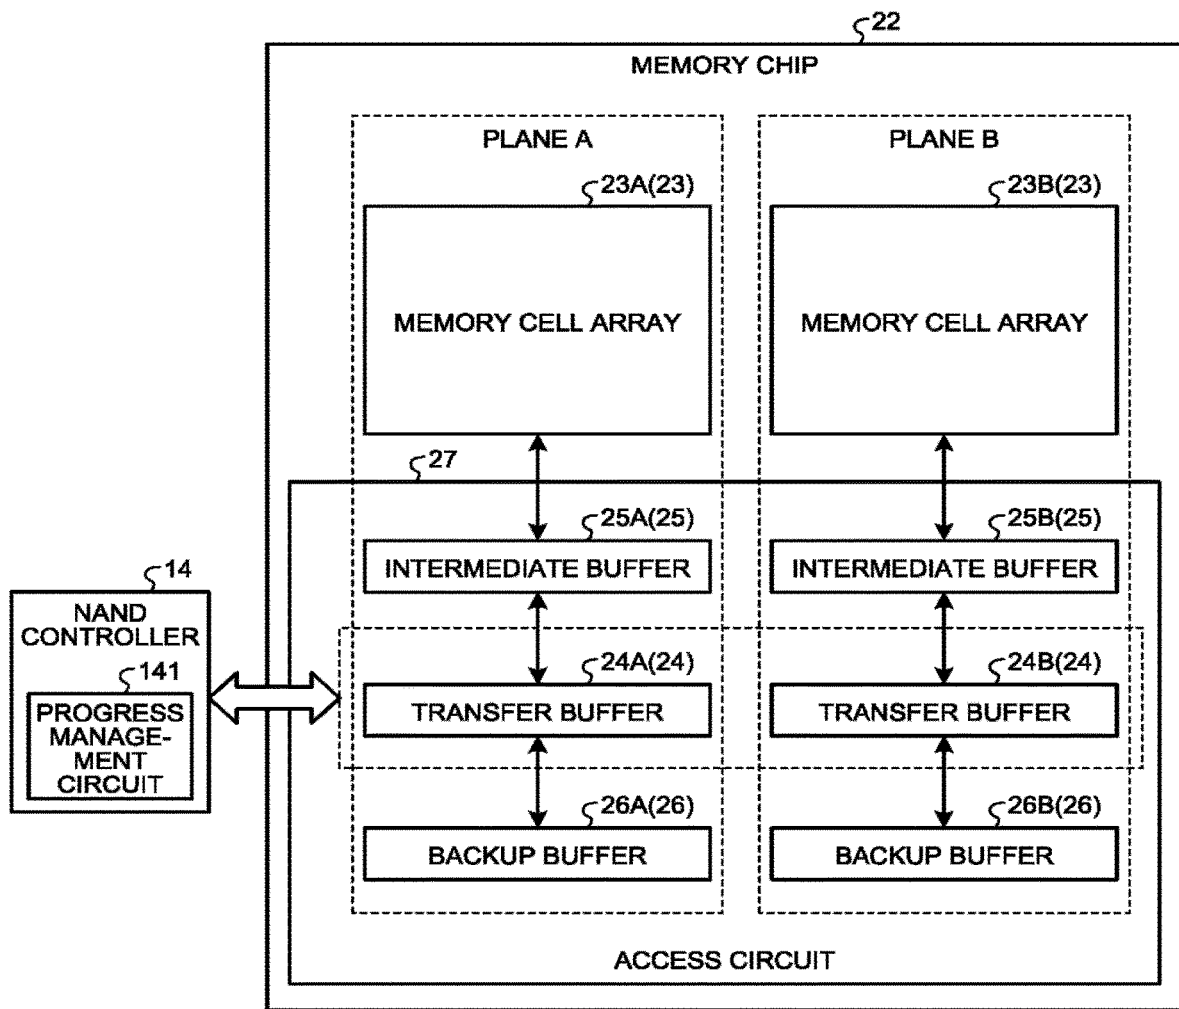 22
MEMORY CHIP
PLANE A
PLANE B
23A(23)
23B(23)
MEMORY CELL ARRAY
MEMORY CELL ARRAY
27
25A(25)
25B(25)
INTERMEDIATE BUFFER
INTERMEDIATE BUFFER
14
NAND
CONTROLLER
141
PROGRESS
MANAGE-
MENT
CIRCUIT
24A(24)
24B(24)
TRANSFER BUFFER
TRANSFER BUFFER
26A(26)
26B(26)
BACKUP BUFFER
BACKUP BUFFER
ACCESS CIRCUIT